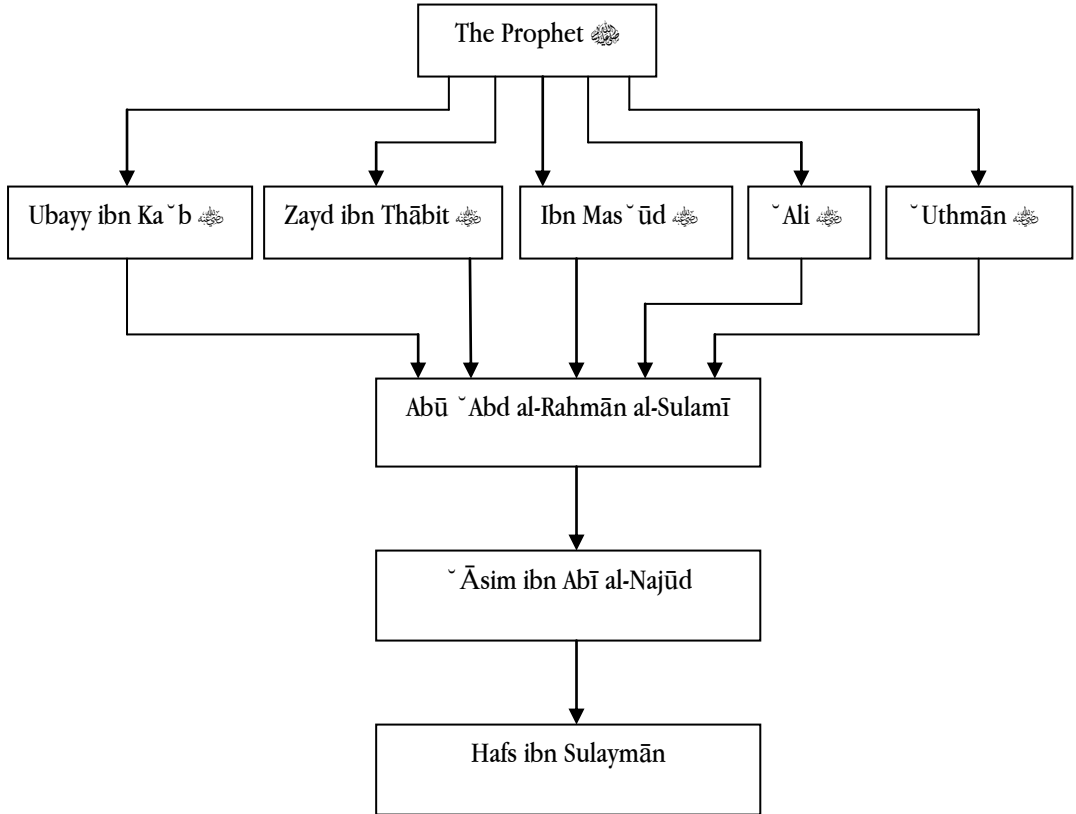 The Prophet ﷺ
Ubayy ibn Ka ˘ b ؓ
Zayd ibn Thābit ؓ
Ibn Mas ˘ ūd ؓ
˘ Ali ؓ
˘ Uthmān ؓ
Abū ˘ Abd al-Rahmān al-Sulamī
˘ Āsim ibn Abī al-Najūd
Hafs ibn Sulaymān